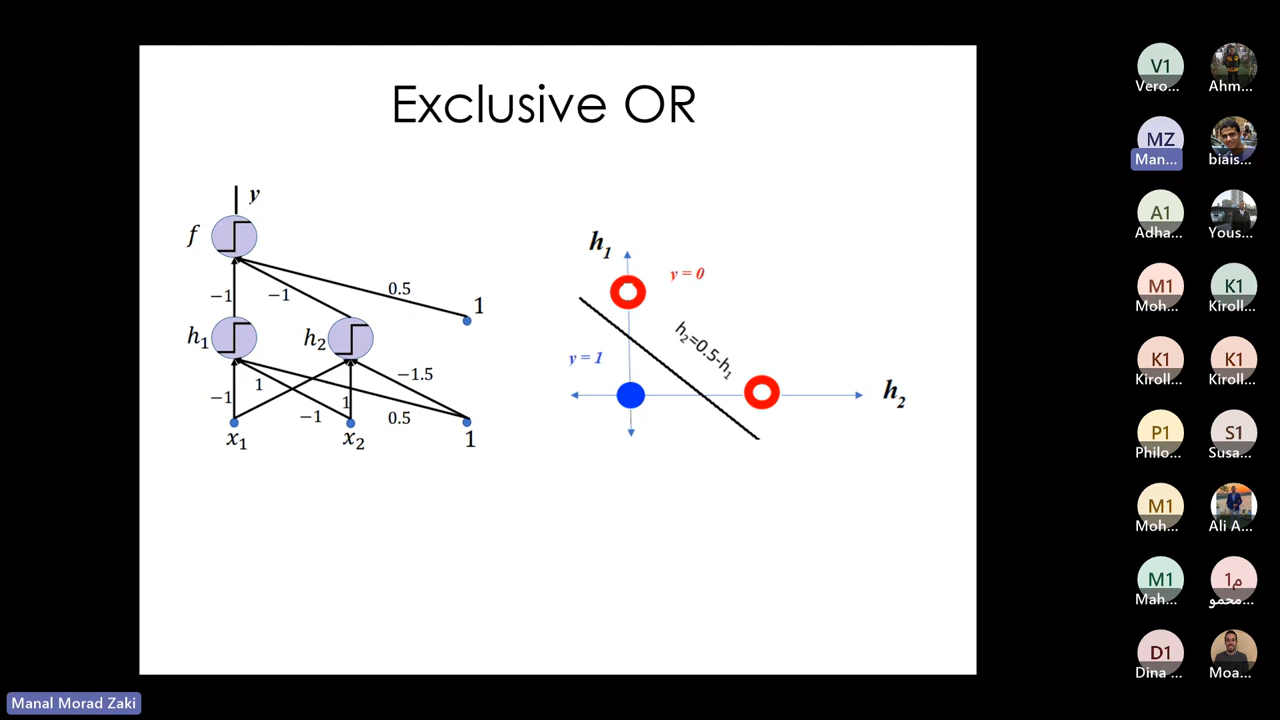 Exclusive OR
y
f
−1
−1
0.5
1
h1
h2
−1
1
−1
1
0.5
−1.5
x1
x2
1
h1
y = 0
y = 1
h2=0.5-h1
h2
V1
Vero...
Ahm...
MZ
Man...
biais...
A1
Adha...
Yous...
M1
Moh...
K1
Kiroll...
K1
Kiroll...
K1
Kiroll...
P1
Philo...
S1
Susa...
M1
Moh...
Ali A...
M1
Mah...
م1
محمو...
D1
Dina ...
Moa...
Manal Morad Zaki